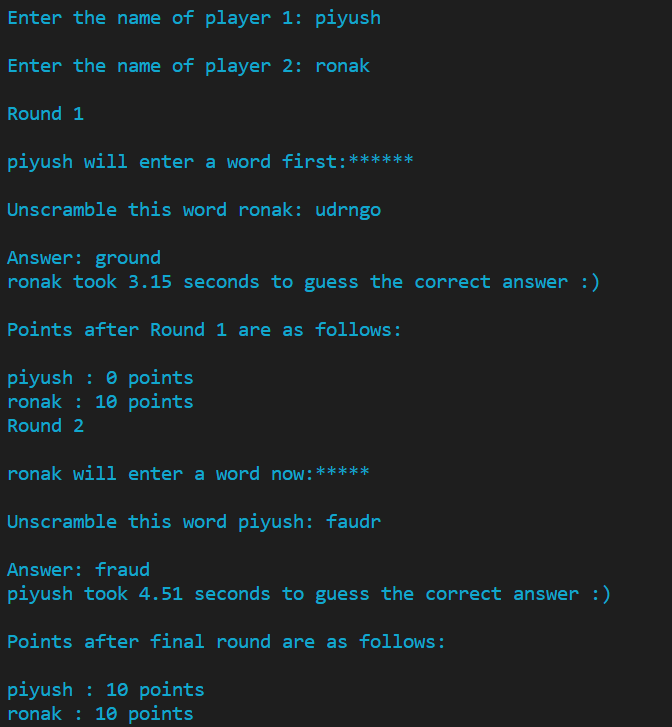 Enter the name of player 1: piyush
Enter the name of player 2: ronak
Round 1
piyush will enter a word first:******
Unscramble this word ronak: udrngo
Answer: ground
ronak took 3.15 seconds to guess the correct answer :)
Points after Round 1 are as follows:
piyush : 0 points
ronak : 10 points
Round 2
ronak will enter a word now:*****
Unscramble this word piyush: faudr
Answer: fraud
piyush took 4.51 seconds to guess the correct answer :)
Points after final round are as follows:
piyush : 10 points
ronak : 10 points